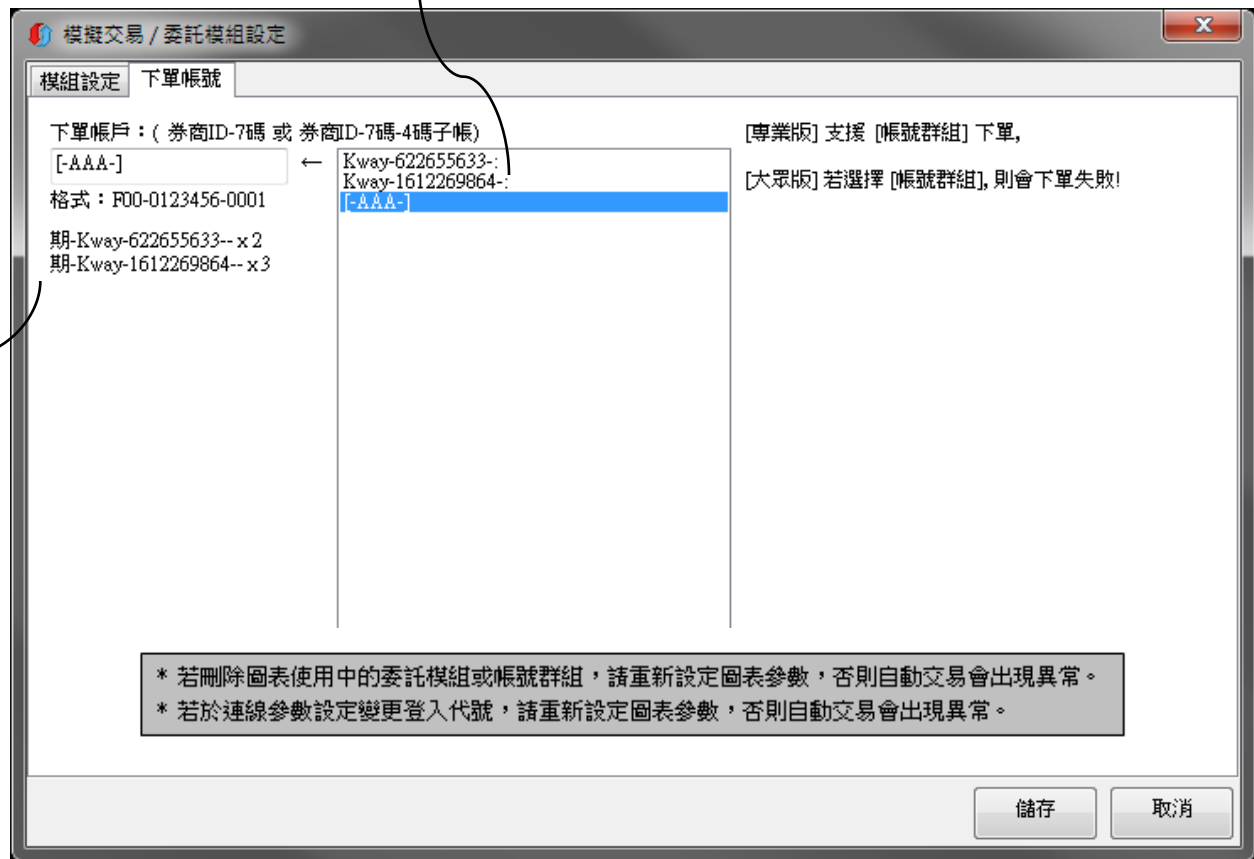 模擬交易 / 委託模組設定
模組設定 下單帳號
下單帳戶：( 券商ID-7碼 或 券商ID-7碼-4碼子帳)
[-AAA-] ←
格式：F00-0123456-0001
期-Kway-622655633-- x 2
期-Kway-1612269864-- x 3
Kway-622655633-:
Kway-1612269864-:
[-AAA-]
[專業版] 支援 [帳號群組] 下單,
[大眾版] 若選擇 [帳號群組], 則會下單失敗!
* 若刪除圖表使用中的委託模組或帳號群組，請重新設定圖表參數，否則自動交易會出現異常。
* 若於連線參數設定變更登入代號，請重新設定圖表參數，否則自動交易會出現異常。
儲存 取消